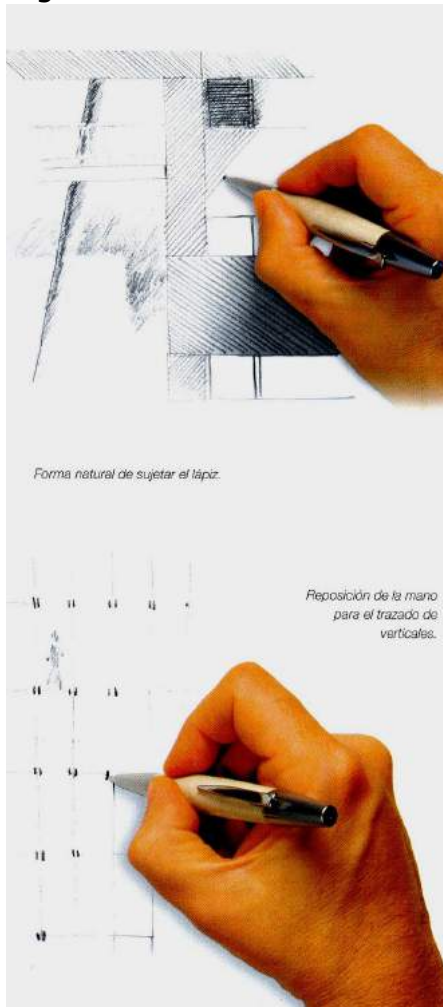 Forma natural de sujetar el lápiz.
Reposición de la mano
para el trazado de
verticales.